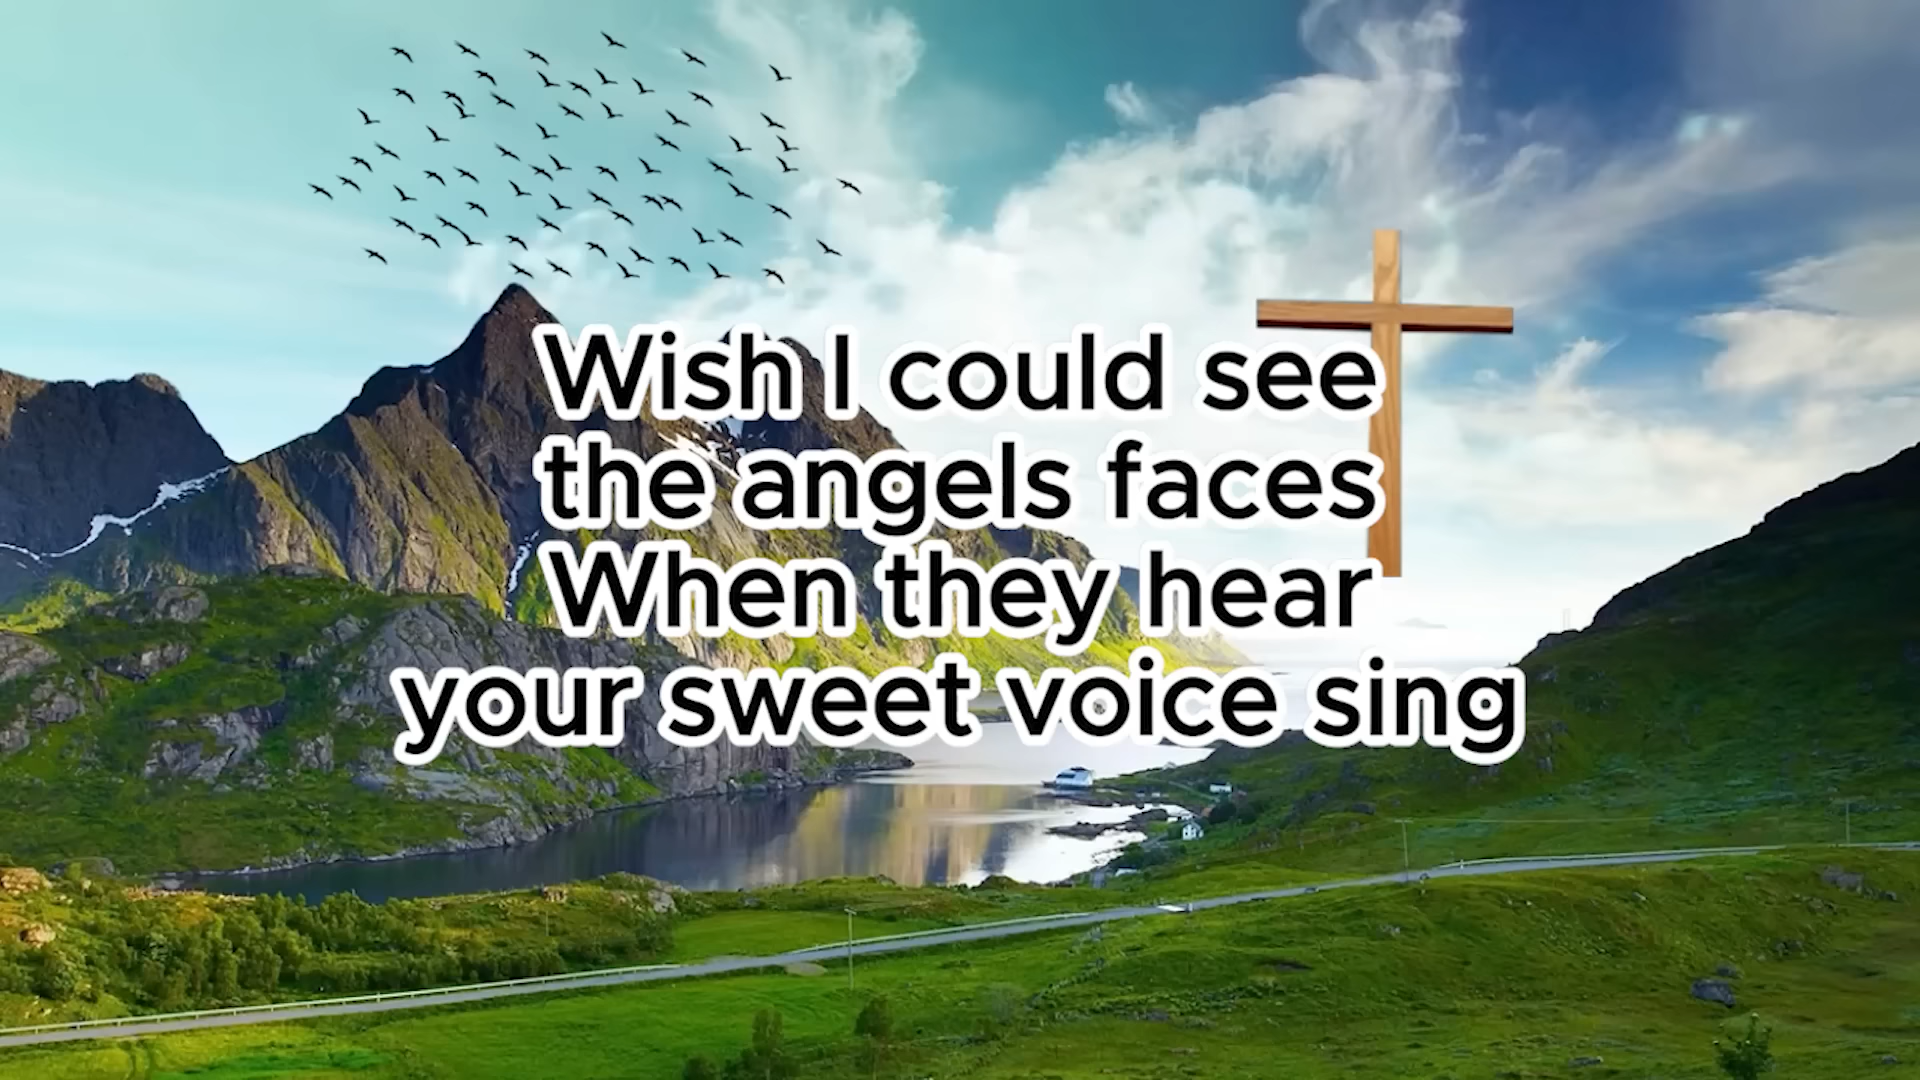 Wish I could see
the angels faces
When they hear
your sweet voice sing